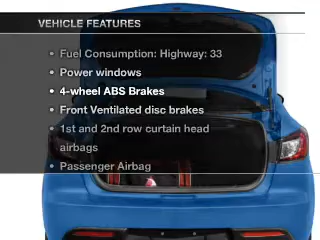 VEHICLE FEATURES
• Fuel Consumption: Highway: 33
• Power windows
• 4-wheel ABS Brakes
• Front Ventilated disc brakes
• 1st and 2nd row curtain head
airbags
• Passenger Airbag